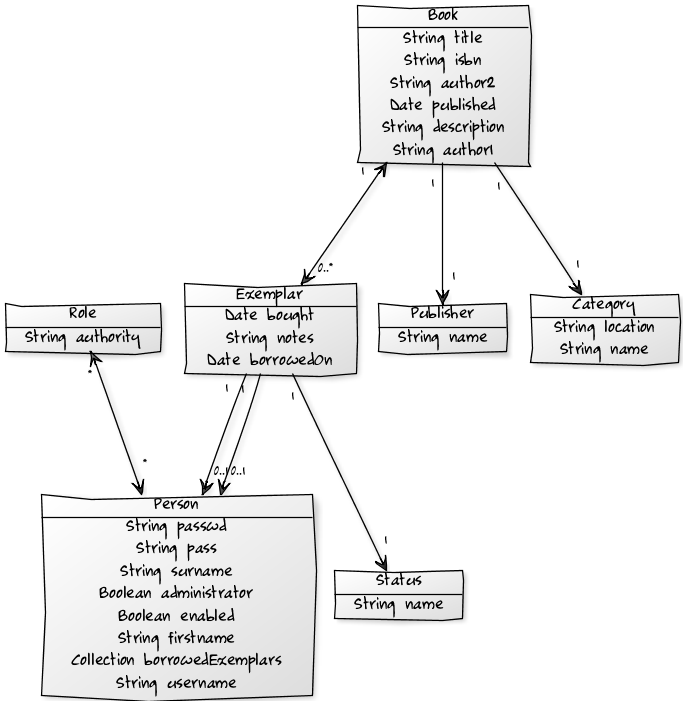 Book
String title
String isbn
String author2
Date published
String description
String author1
1
1
1
0..*
1
1
Exemplar
Date bought
String notes
Date borrowedOn
Role
String authority
Publisher
String name
Category
String location
String name
*
1
1
1
*
0..1
0..1
1
Person
String passwd
String pass
String surname
Boolean administrator
Boolean enabled
String firstname
Collection borrowedExemplars
String username
Status
String name